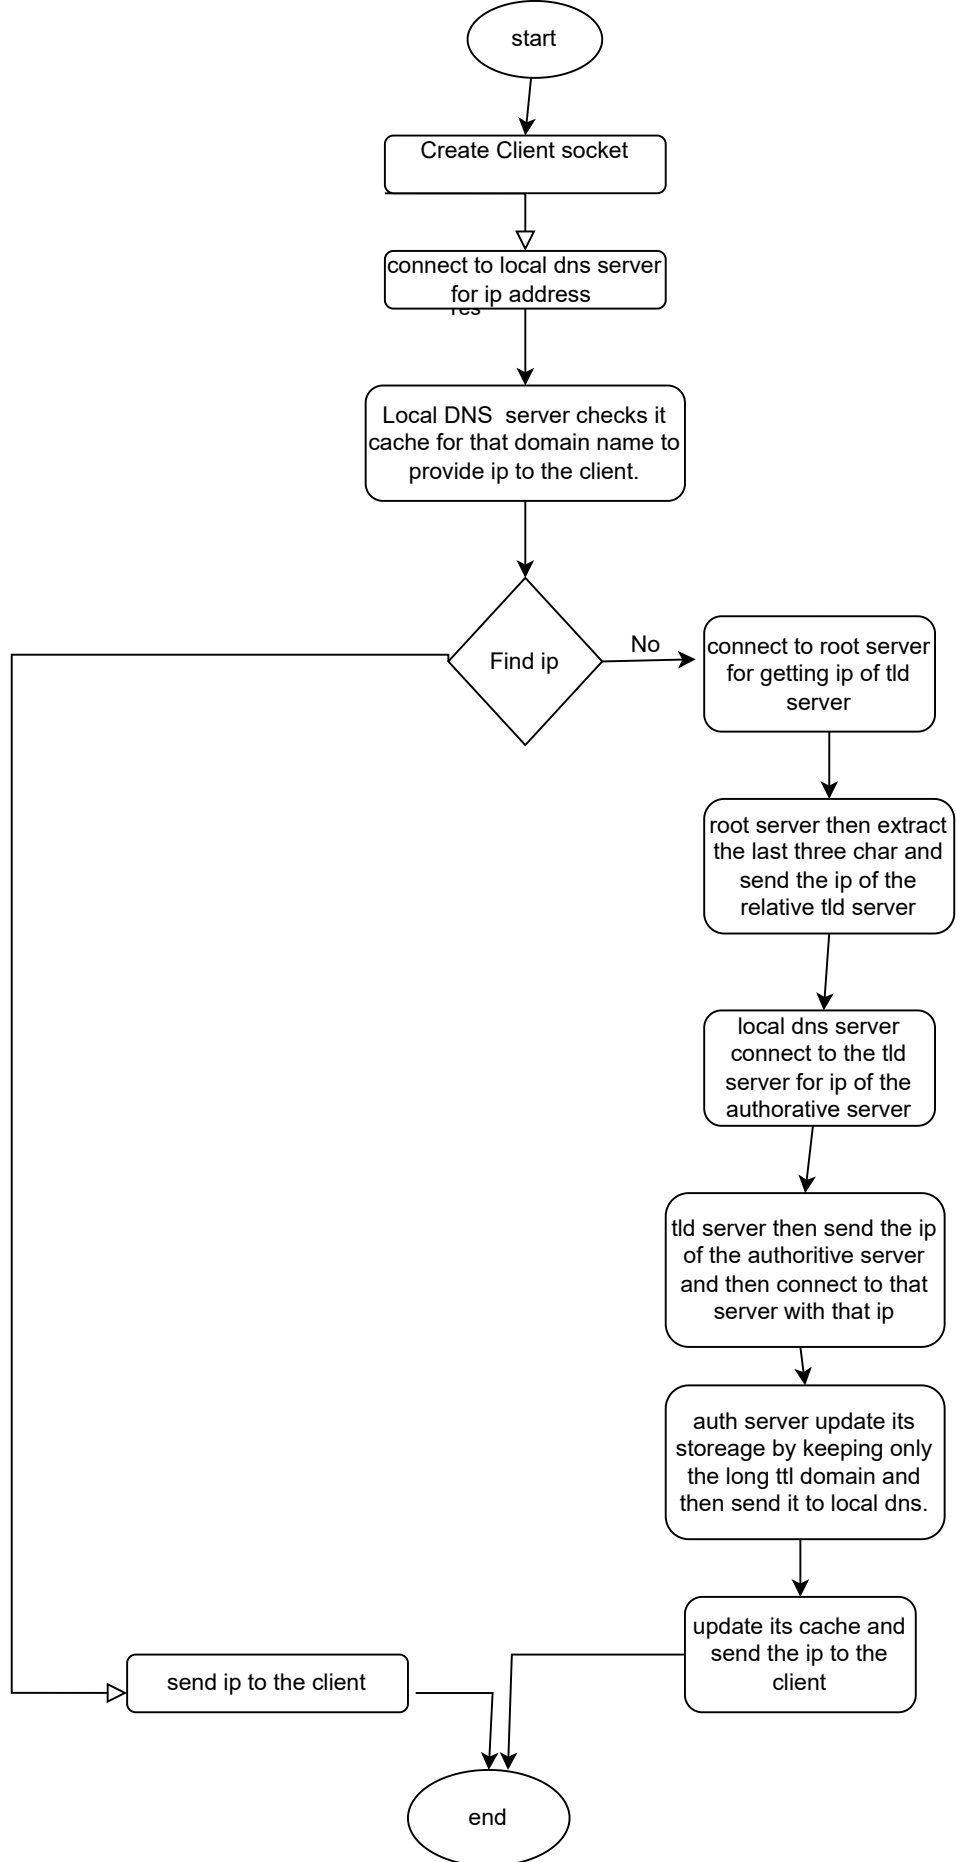 start
Create Client socket
connect to local dns server
for ip address
Local DNS  server checks it
cache for that domain name to
provide ip to the client.
Find ip
No
connect to root server
for getting ip of tld
server
root server then extract
the last three char and
send the ip of the
relative tld server
local dns server
connect to the tld
server for ip of the
authorative server
tld server then send the ip
of the authoritive server
and then connect to that
server with that ip
auth server update its
storeage by keeping only
the long ttl domain and
then send it to local dns.
update its cache and
send the ip to the
client
send ip to the client
end